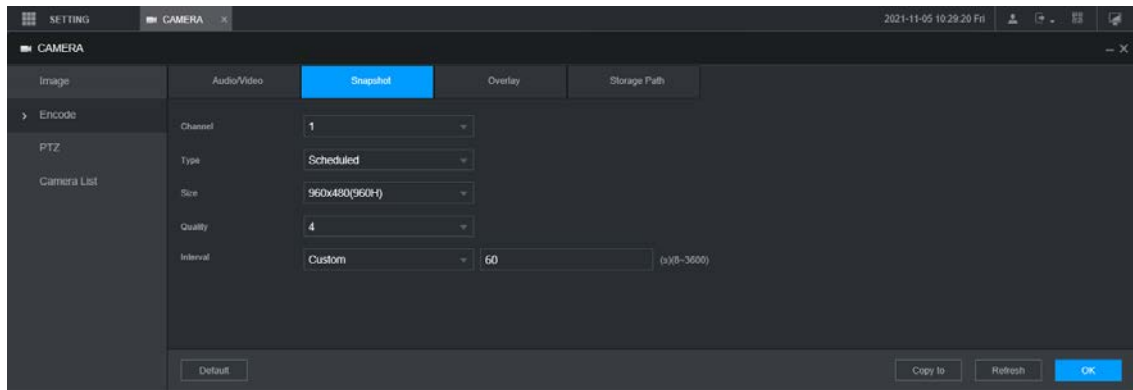 SETTING CAMERA × 2021-11-05 10:29:20 Fri
CAMERA
Image
Encode
PTZ
Camera List
Audio/Video Snapshot Overlay Storage Path
Channel 1
Type Scheduled
Size 960x480(960H)
Quality 4
Interval Custom 60 (s)(8~3600)
Default Copy to Refresh OK